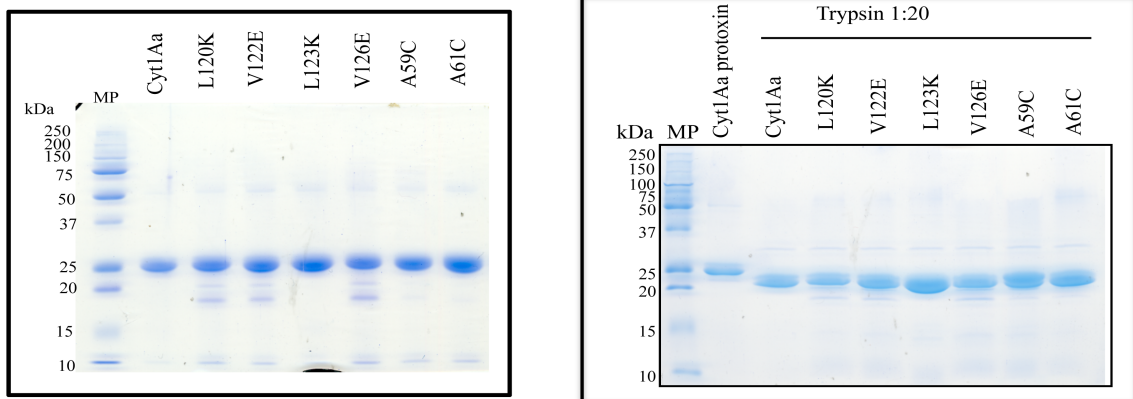 Cyt1Aa
L120K
V122E
L123K
V126E
A59C
A61C
kDa
MP
250
200
150
75
50
37
25
20
15
10
Trypsin 1:20
Cyt1Aa protoxin
Cyt1Aa
L120K
V122E
L123K
V126E
A59C
A61C
kDa MP
250
150
100
75
50
37
25
20
15
10